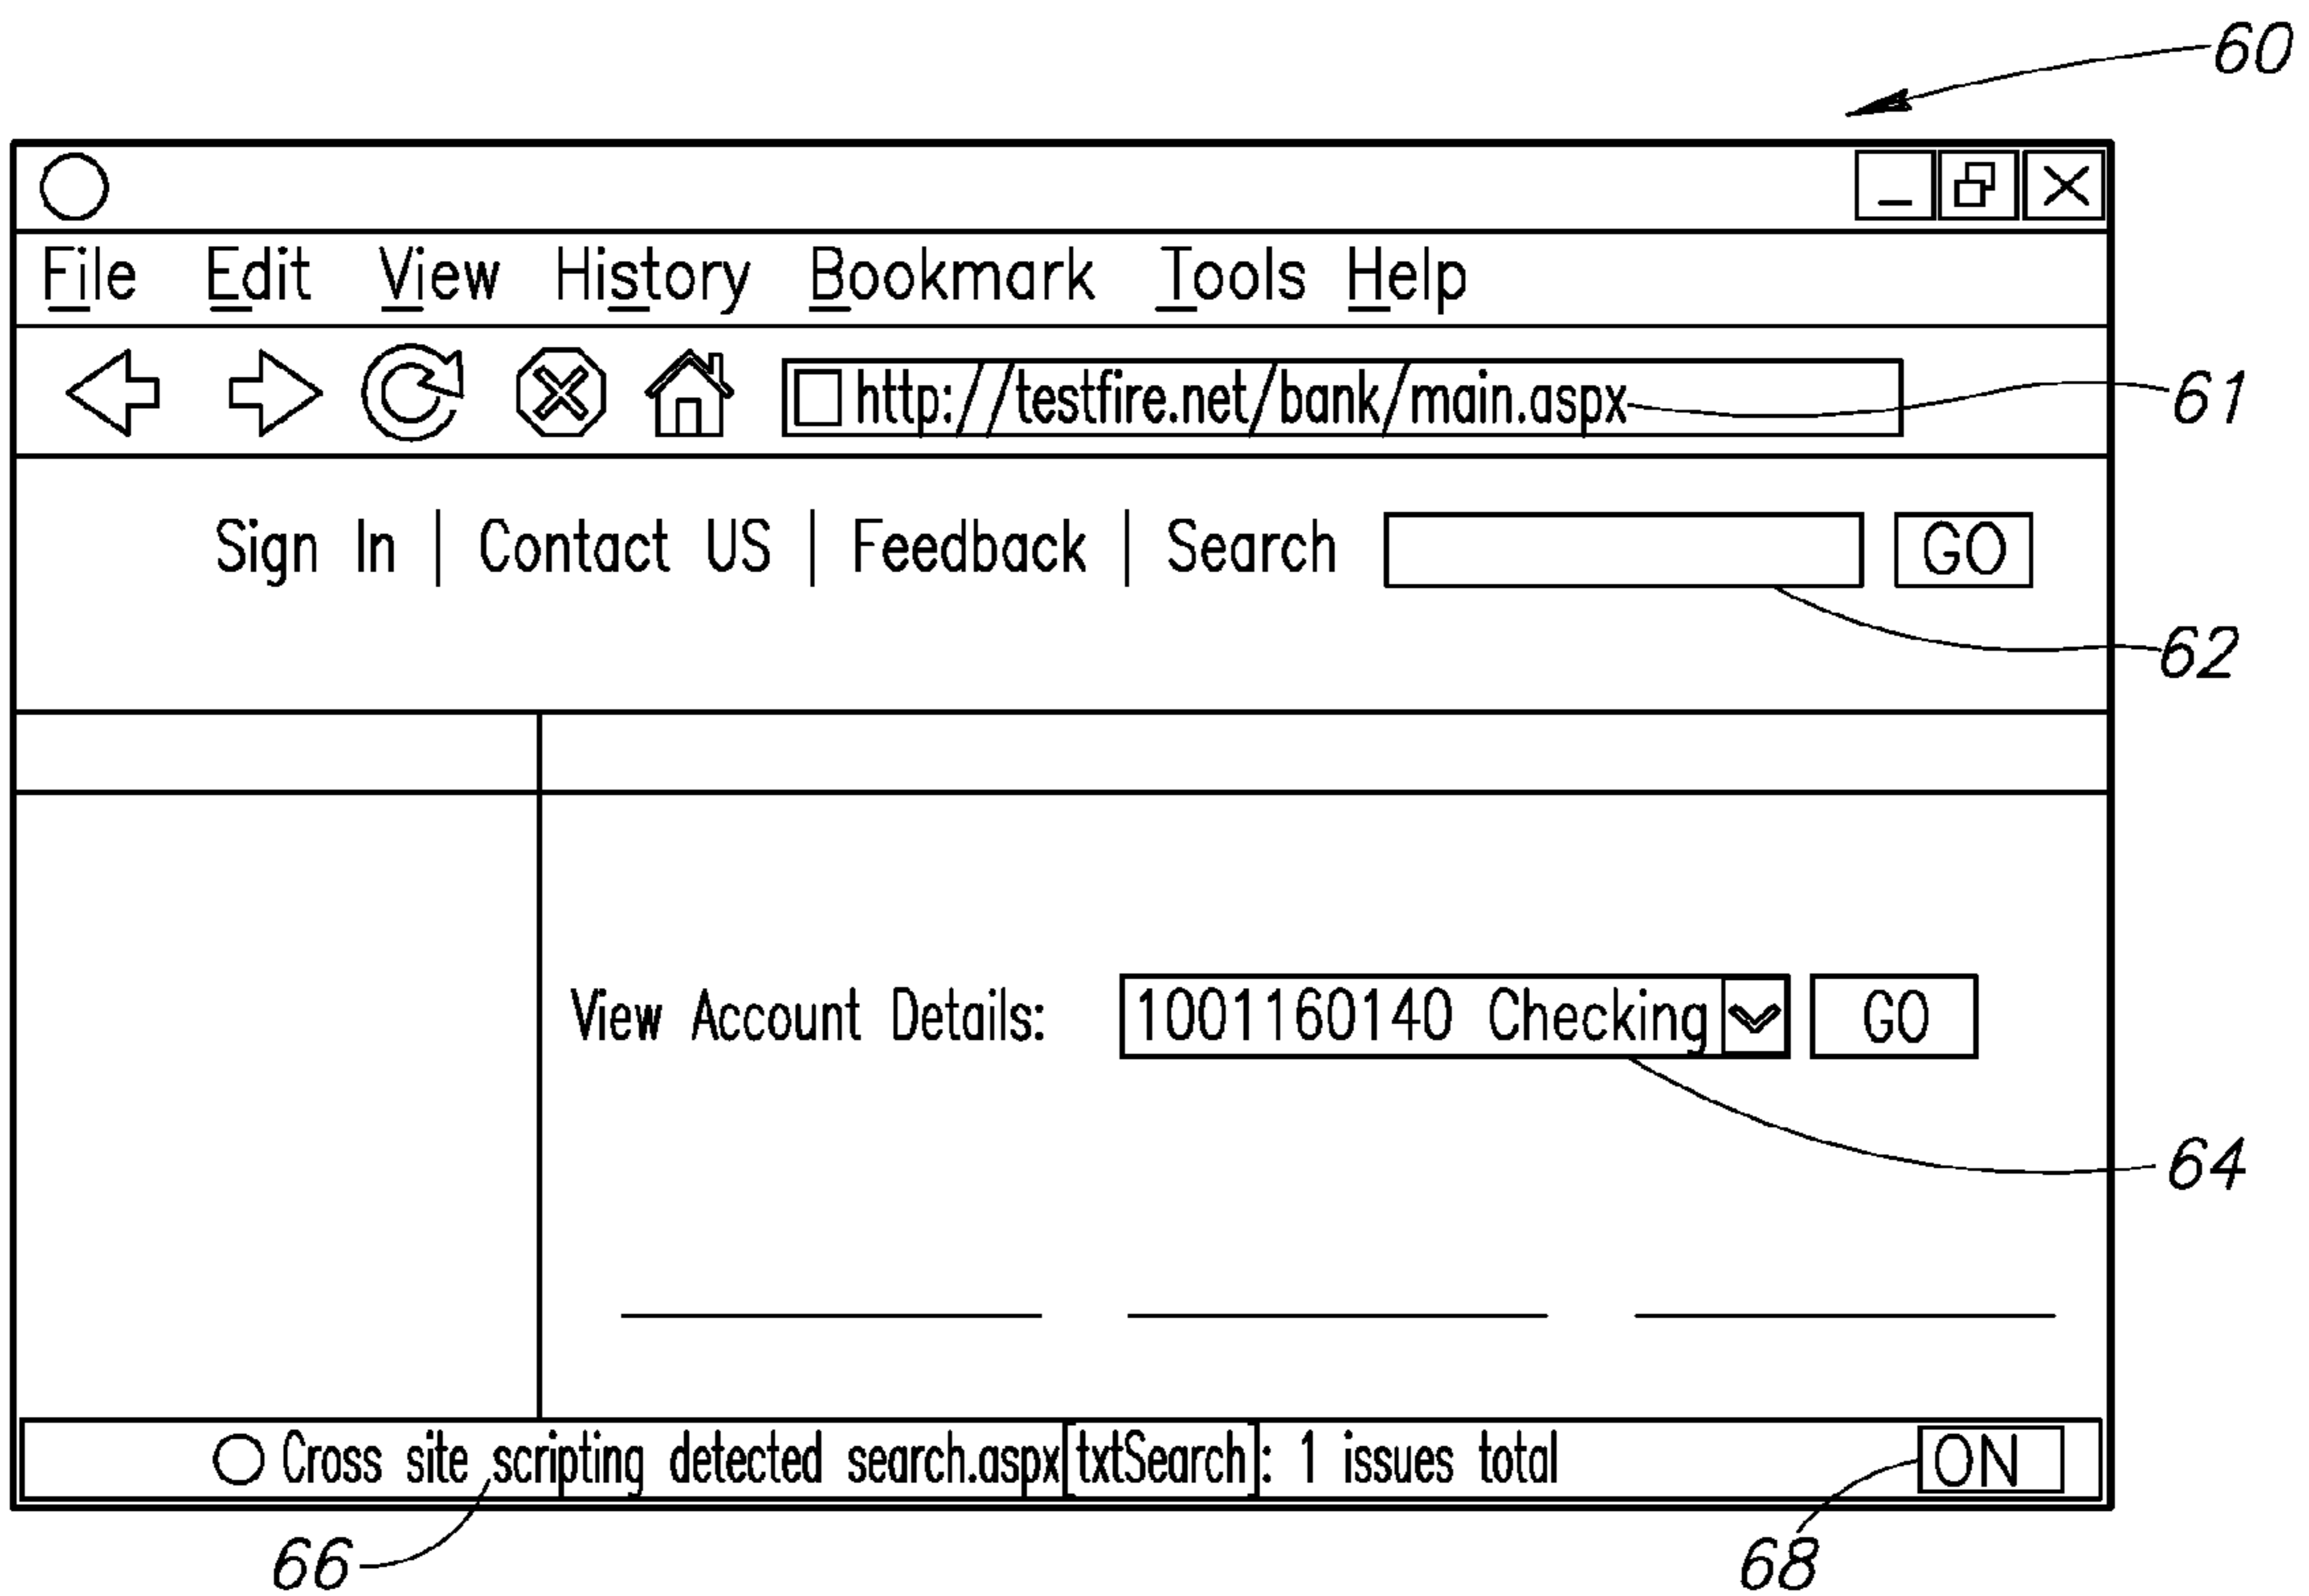 60
File Edit View History Bookmark Tools Help
http://testfire.net/bank/main.aspx 61
Sign In | Contact US | Feedback | Search GO
62
View Account Details: 1001160140 Checking GO
64
Cross site scripting detected search.aspx[txtSearch]: 1 issues total ON
66 68